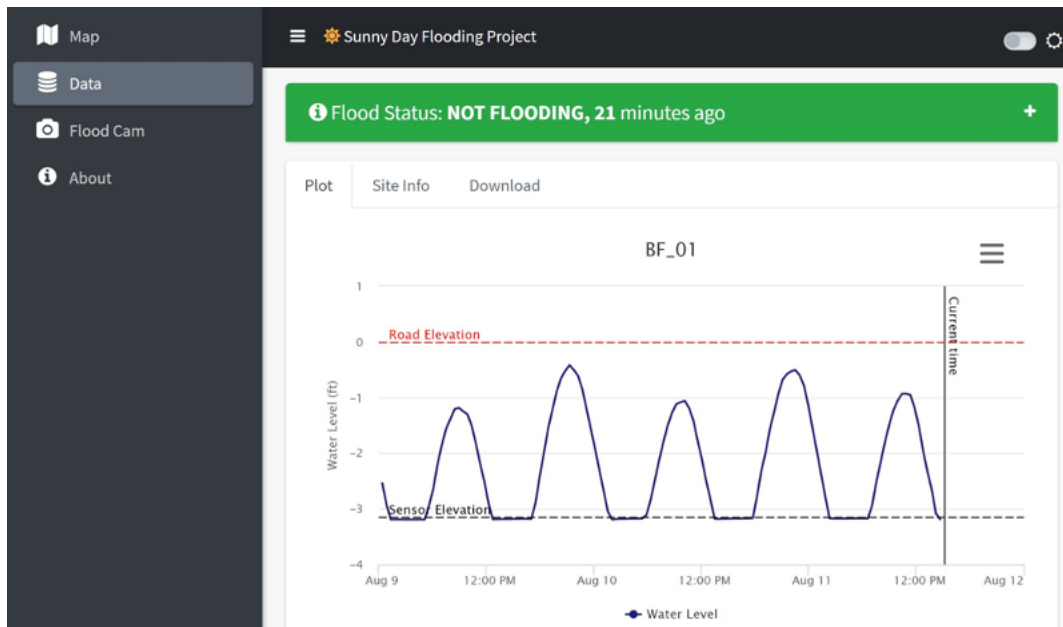 Map
Data
Flood Cam
About
Sunny Day Flooding Project
Flood Status: NOT FLOODING, 21 minutes ago
+
Plot Site Info Download
BF_01
1
Road Elevation
0
−1
−2
−3
−4
Water Level (ft)
Sensor Elevation
Current time
Aug 9 12:00 PM Aug 10 12:00 PM Aug 11 12:00 PM Aug 12
Water Level